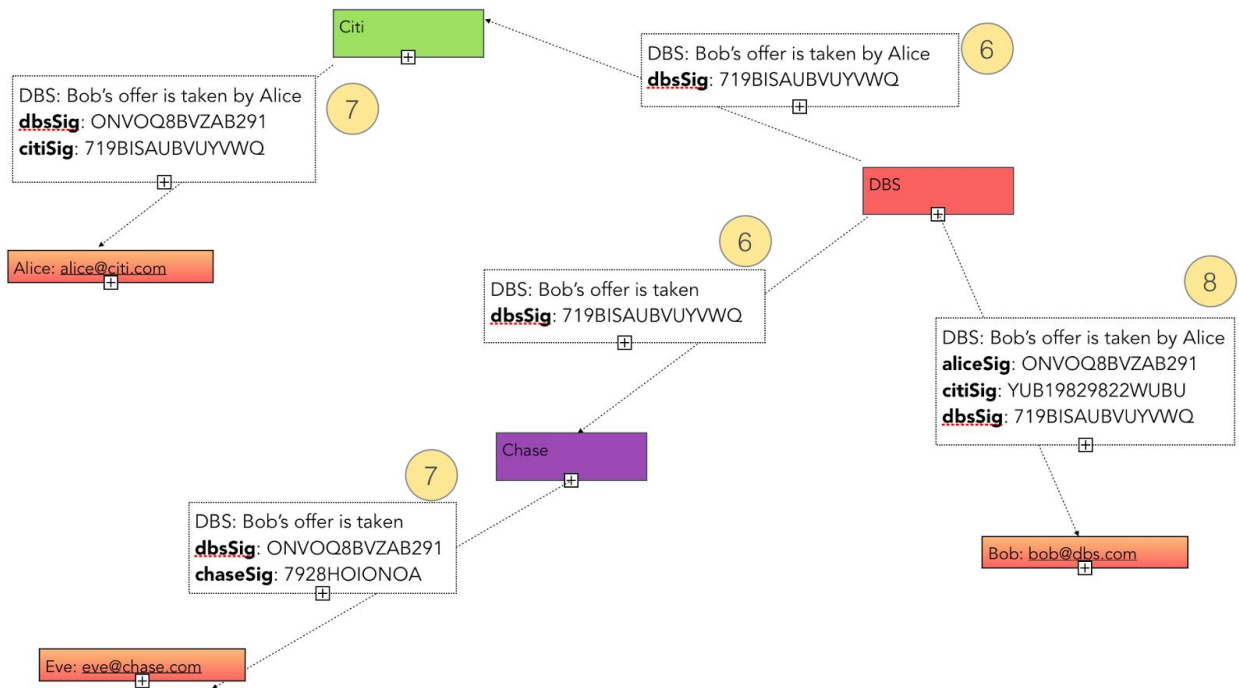 Citi
DBS: Bob's offer is taken by Alice
dbsSig: 719BISAUBVUYVWQ
6
DBS: Bob's offer is taken by Alice
dbsSig: ONVOQ8BVZAB291
citiSig: 719BISAUBVUYVWQ
7
DBS
Alice: alice@citi.com
6
DBS: Bob's offer is taken
dbsSig: 719BISAUBVUYVWQ
8
DBS: Bob's offer is taken by Alice
aliceSig: ONVOQ8BVZAB291
citiSig: YUB19829822WUBU
dbsSig: 719BISAUBVUYVWQ
Chase
7
DBS: Bob's offer is taken
dbsSig: ONVOQ8BVZAB291
chaseSig: 7928HOIONOA
Bob: bob@dbs.com
Eve: eve@chase.com